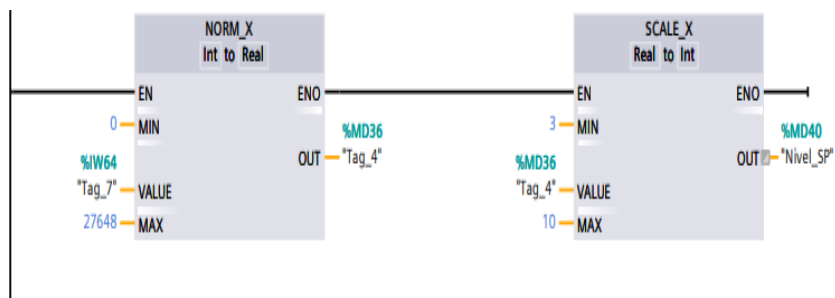 NORM_X
Int to Real
EN
ENO
0
MIN
%IW64
"Tag_7"
VALUE
27648
MAX
OUT
%MD36
"Tag_4"
SCALE_X
Real to Int
EN
ENO
3
MIN
%MD36
"Tag_4"
VALUE
10
MAX
OUT
%MD40
"Nivel_SP"